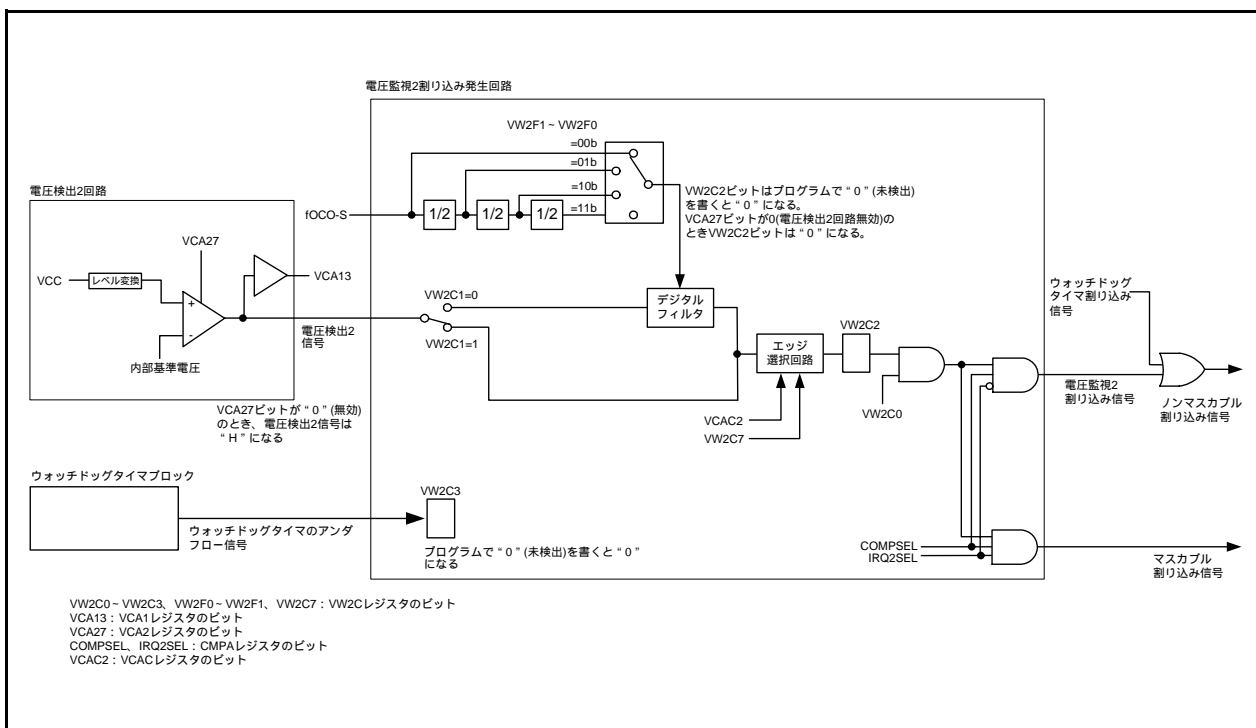 電圧監視2割り込み発生回路
VW2F1～VW2F0
=00b
=01b
=10b
=11b
fOCO-S
1/2
1/2
1/2
VW2C2ビットはプログラムで“0”(未検出)
を書くと“0”になる。
VCA27ビットが0(電圧検出2回路無効)の
ときVW2C2ビットは“0”になる。
電圧検出2回路
VCA27
VCC
レベル変換
+
-
内部基準電圧
VCA13
電圧検出2
信号
VCA27ビットが“0”(無効)
のとき、電圧検出2信号は
“H”になる
VW2C1=0
VW2C1=1
デジタル
フィルタ
エッジ
選択回路
VW2C2
VCAC2
VW2C7
VW2C0
ウォッチドッグ
タイマ割り込み
信号
電圧監視2
割り込み信号
ノンマスカブル
割り込み信号
ウォッチドッグタイマブロック
ウォッチドッグタイマのアンダ
フロー信号
VW2C3
プログラムで“0”(未検出)を書くと“0”
になる
COMPSEL
IRQ2SEL
マスカブル
割り込み信号
VW2C0～VW2C3、VW2F0～VW2F1、VW2C7：VW2Cレジスタのビット
VCA13：VCA1レジスタのビット
VCA27：VCA2レジスタのビット
COMPSEL、IRQ2SEL：CMPAレジスタのビット
VCAC2：VCACレジスタのビット